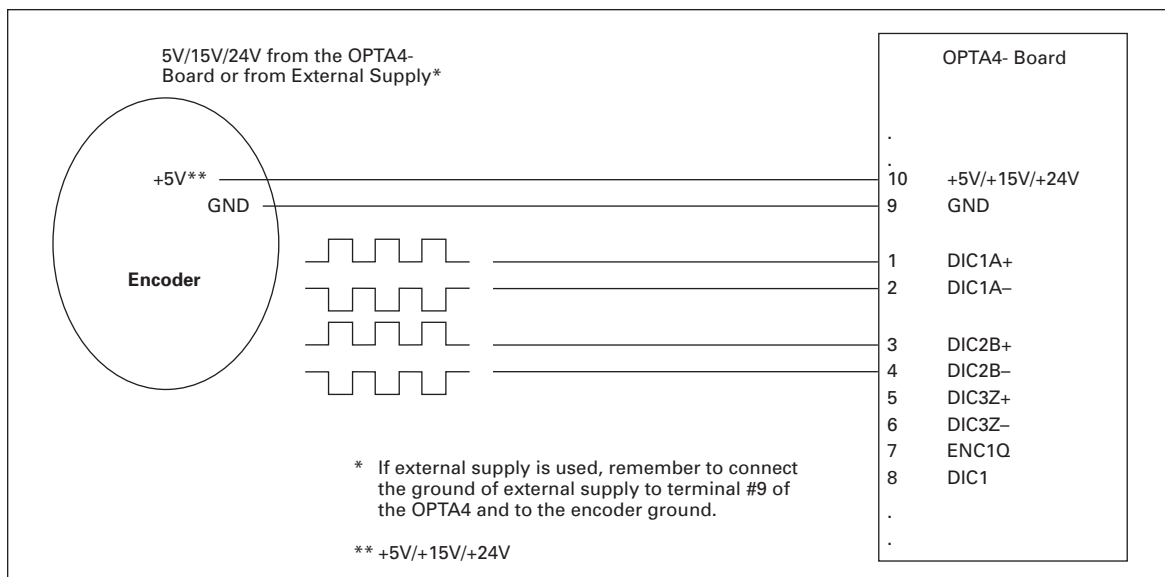 5V/15V/24V from the OPTA4-
Board or from External Supply*
OPTA4- Board
.
.
+5V**
10 +5V/+15V/+24V
GND
9 GND
Encoder
1 DIC1A+
2 DIC1A–
3 DIC2B+
4 DIC2B–
5 DIC3Z+
6 DIC3Z–
7 ENC1Q
8 DIC1
.
.
* If external supply is used, remember to connect
the ground of external supply to terminal #9 of
the OPTA4 and to the encoder ground.
** +5V/+15V/+24V